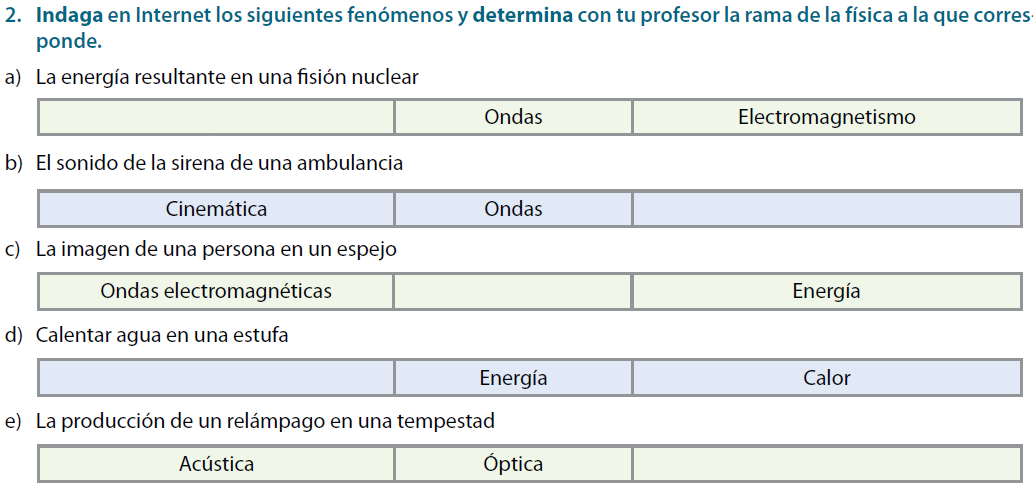 2. Indaga en Internet los siguientes fenómenos y determina con tu profesor la rama de la física a la que corres-
ponde.
a) La energía resultante en una fisión nuclear
Ondas Electromagnetismo
b) El sonido de la sirena de una ambulancia
Cinemática Ondas
c) La imagen de una persona en un espejo
Ondas electromagnéticas Energía
d) Calentar agua en una estufa
Energía Calor
e) La producción de un relámpago en una tempestad
Acústica Óptica